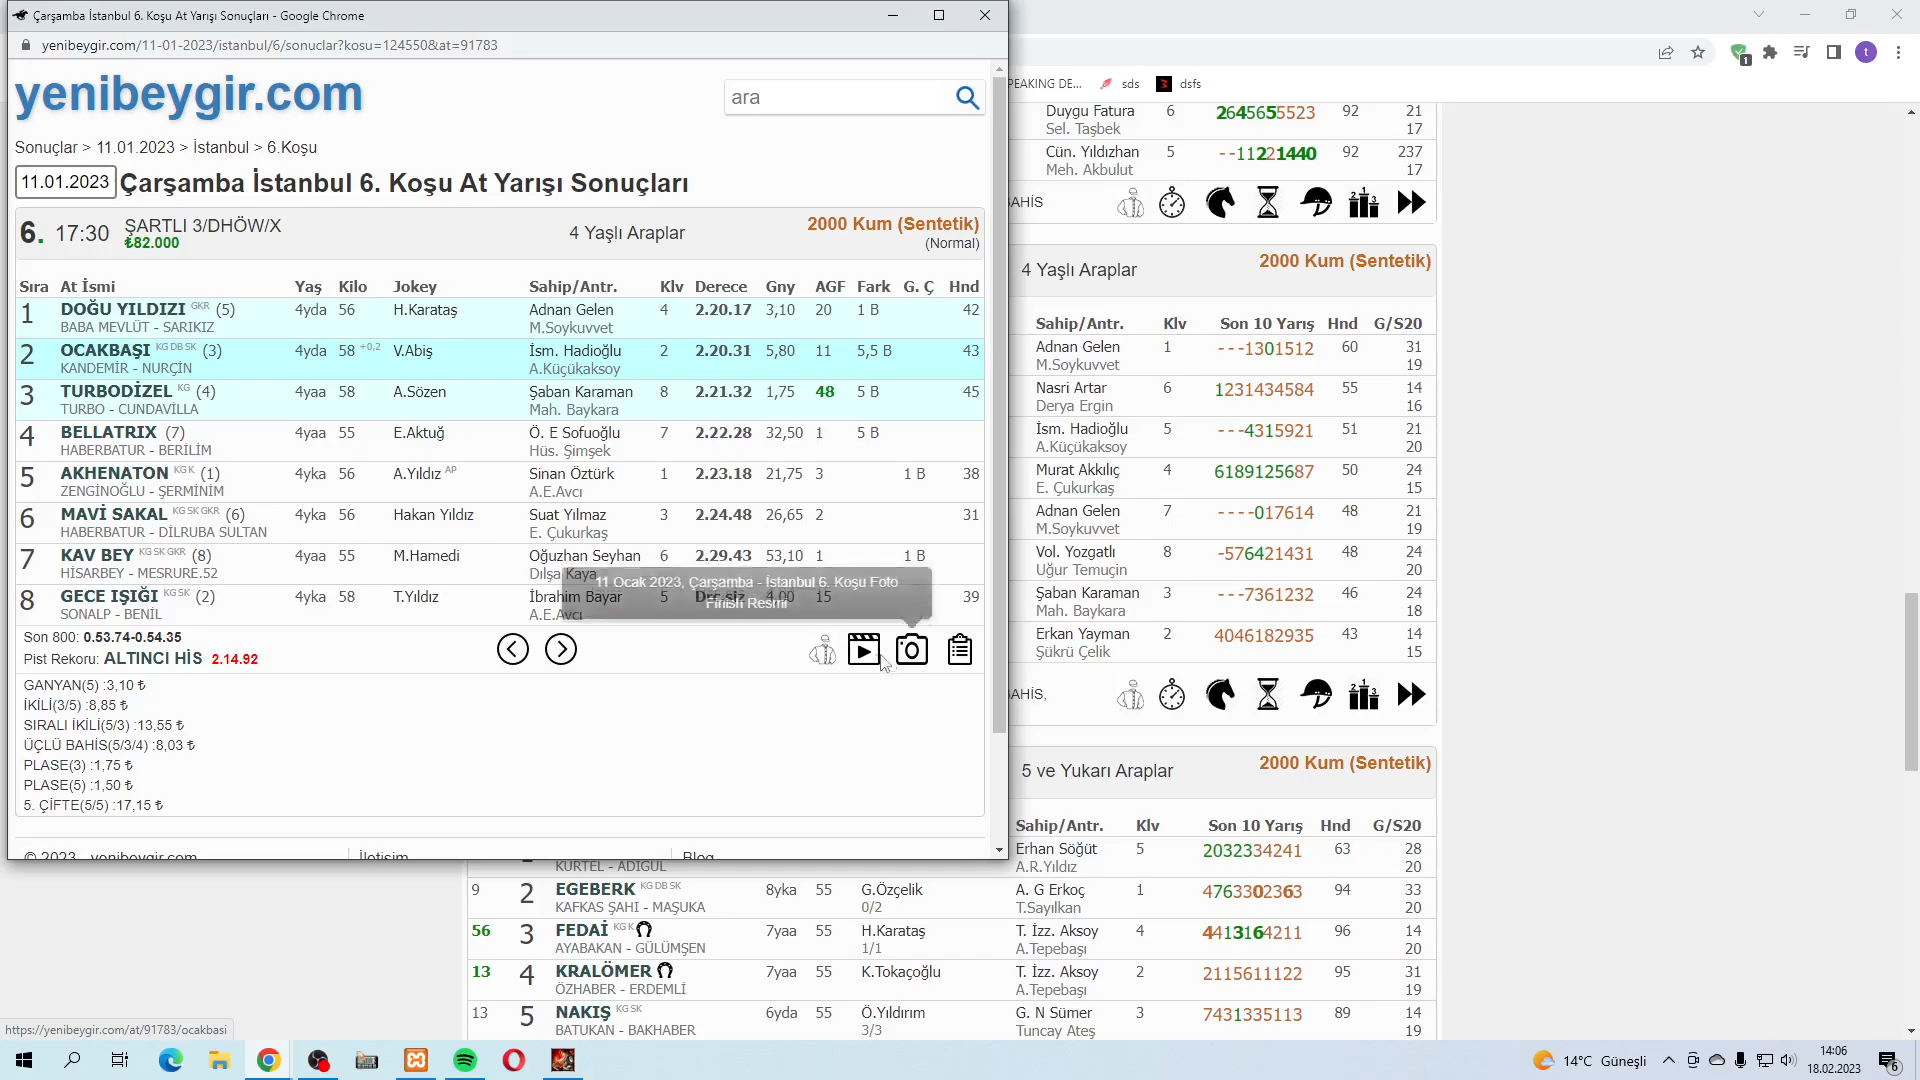 Çarşamba İstanbul 6. Koşu At Yarışı Sonuçları - Google Chrome
yenibeygir.com/11-01-2023/istanbul/6/sonuclar?kosu=124550&at=91783
yenibeygir.com
ara
Sonuçlar > 11.01.2023 > İstanbul > 6.Koşu
11.01.2023 Çarşamba İstanbul 6. Koşu At Yarışı Sonuçları
6. 17:30 ŞARTLI 3/DHÖW/X 4 Yaşlı Araplar 2000 Kum (Sentetik)
₺82.000 (Normal)
Sıra At İsmi Yaş Kilo Jokey Sahip/Antr. Klv Derece Gny AGF Fark G. Ç Hnd
1 DOĞU YILDIZI GKR (5) 4yda 56 H.Karataş Adnan Gelen 4 2.20.17 3,10 20 1 B 42
BABA MEVLÜT - SARIKIZ M.Soykuvvet
2 OCAKBAŞI KG DB SK (3) 4yda 58 +0,2 V.Abiş İsm. Hadioğlu 2 2.20.31 5,80 11 5,5 B 43
KANDEMİR - NURÇİN A.Küçükaksoy
3 TURBODİZEL KG (4) 4yaa 58 A.Sözen Şaban Karaman 8 2.21.32 1,75 48 5 B 45
TURBO - CUNDAVİLLA Mah. Baykara
4 BELLATRIX (7) 4yaa 55 E.Aktuğ Ö. E Sofuoğlu 7 2.22.28 32,50 1 5 B
HABERBATUR - BERİLİM Hüs. Şimşek
5 AKHENATON KG K (1) 4yka 56 A.Yıldız AP Sinan Öztürk 1 2.23.18 21,75 3 1 B 38
ZENGİNOĞLU - ŞERMİNİM A.E.Avcı
6 MAVİ SAKAL KG SK GKR (6) 4yka 56 Hakan Yıldız Suat Yılmaz 3 2.24.48 26,65 2 31
HABERBATUR - DİLRUBA SULTAN E. Çukurkaş
7 KAV BEY KG SK GKR (8) 4yaa 55 M.Hamedi Oğuzhan Seyhan 6 2.29.43 53,10 1 1 B
HİSARBEY - MESRURE.52 Dilşa Kaya
11 Ocak 2023, Çarşamba - İstanbul 6. Koşu Foto
Finish Resmi
8 GECE IŞIĞI KG SK (2) 4yka 58 T.Yıldız İbrahim Bayar 5 4,00 15 39
SONALP - BENİL A.E.Avcı
Son 800: 0.53.74-0.54.35
Pist Rekoru: ALTINCI HİS 2.14.92
GANYAN(5) :3,10 ₺
İKİLİ(3/5) :8,85 ₺
SIRALI İKİLİ(5/3) :13,55 ₺
ÜÇLÜ BAHİS(5/3/4) :8,03 ₺
PLASE(3) :1,75 ₺
PLASE(5) :1,50 ₺
5. ÇİFTE(5/5) :17,15 ₺
© 2023 yenibeygir.com İletişim Blog
PEAKING DE... sds dsfs
1
t
Duygu Fatura 6 2645655523 92 21
Sel. Taşbek 17
Cün. Yıldızhan 5 --11221440 92 237
Meh. Akbulut 17
BAHİS
4 Yaşlı Araplar 2000 Kum (Sentetik)
Sahip/Antr. Klv Son 10 Yarış Hnd G/S20
Adnan Gelen 1 ---1301512 60 31
M.Soykuvvet 19
Nasri Artar 6 1231434584 55 14
Derya Ergin 16
İsm. Hadioğlu 5 ---4315921 51 21
A.Küçükaksoy 20
Murat Akkılıç 4 6189125687 50 24
E. Çukurkaş 15
Adnan Gelen 7 ----017614 48 21
M.Soykuvvet 19
Vol. Yozgatlı 8 -576421431 48 24
Uğur Temuçin 20
Şaban Karaman 3 ---7361232 46 24
Mah. Baykara 18
Erkan Yayman 2 4046182935 43 14
Şükrü Çelik 15
BAHİS,
5 ve Yukarı Araplar 2000 Kum (Sentetik)
Sahip/Antr. Klv Son 10 Yarış Hnd G/S20
Erhan Söğüt 5 2032334241 63 28
KURTEL - ADIGÜL A.R.Yıldız 20
9 2 EGEBERK KG DB SK 8yka 55 G.Özçelik A. G Erkoç 1 4763302363 94 33
KAFKAS ŞAHI - MAŞUKA 0/2 T.Sayılkan 20
56 3 FEDAİ KG K 7yaa 55 H.Karataş T. İzz. Aksoy 4 4413164211 96 14
AYABAKAN - GÜLÜMŞEN 1/1 A.Tepebaşı 20
13 4 KRALÖMER 7yaa 55 K.Tokaçoğlu T. İzz. Aksoy 2 2115611122 95 31
ÖZHABER - ERDEMLİ A.Tepebaşı 19
13 5 NAKIŞ KG SK 6yda 55 Ö.Yıldırım G. N Sümer 3 7431335113 89 14
BATUKAN - BAKHABER 3/3 Tuncay Ateş 19
https://yenibeygir.com/at/91783/ocakbasi
14°C Güneşli
14:06
18.02.2023
6